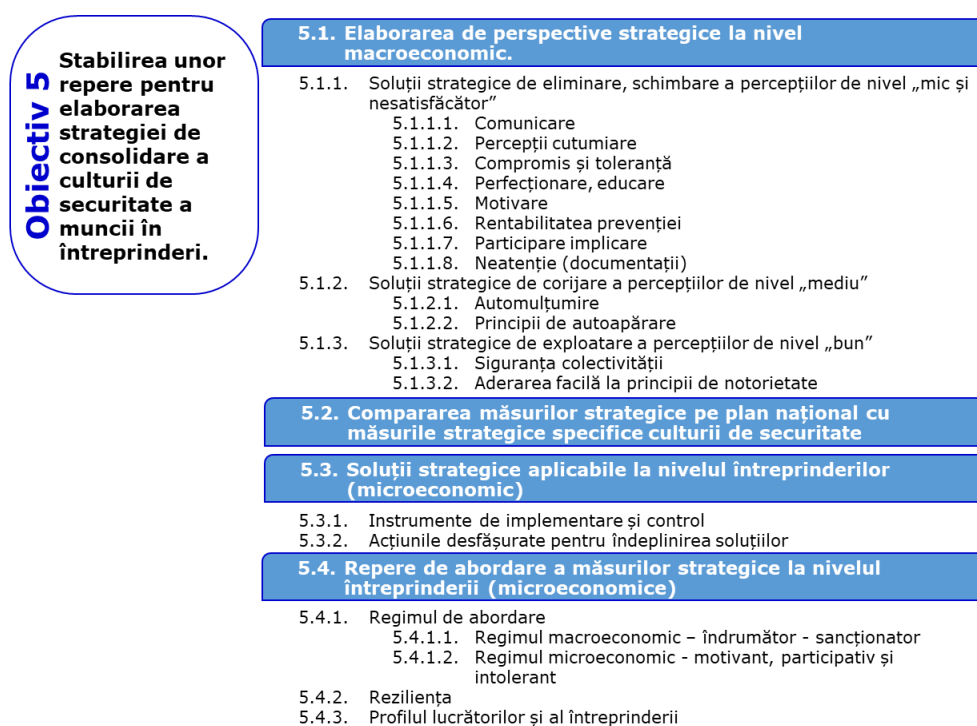 Obiectiv 5
Stabilirea unor
repere pentru
elaborarea
strategiei de
consolidare a
culturii de
securitate a
muncii în
întreprinderi.
5.1. Elaborarea de perspective strategice la nivel
macroeconomic.
5.1.1. Soluții strategice de eliminare, schimbare a percepțiilor de nivel „mic și
nesatisfăcător”
5.1.1.1. Comunicare
5.1.1.2. Percepții cutumiare
5.1.1.3. Compromis și toleranță
5.1.1.4. Perfecționare, educare
5.1.1.5. Motivare
5.1.1.6. Rentabilitatea prevenției
5.1.1.7. Participare implicare
5.1.1.8. Neatenție (documentații)
5.1.2. Soluții strategice de corijare a percepțiilor de nivel „mediu”
5.1.2.1. Automulțumire
5.1.2.2. Principii de autoapărare
5.1.3. Soluții strategice de exploatare a percepțiilor de nivel „bun”
5.1.3.1. Siguranța colectivității
5.1.3.2. Aderarea facilă la principii de notorietate
5.2. Compararea măsurilor strategice pe plan național cu
măsurile strategice specifice culturii de securitate
5.3. Soluții strategice aplicabile la nivelul întreprinderilor
(microeconomic)
5.3.1. Instrumente de implementare și control
5.3.2. Acțiunile desfășurate pentru îndeplinirea soluțiilor
5.4. Repere de abordare a măsurilor strategice la nivelul
întreprinderii (microeconomice)
5.4.1. Regimul de abordare
5.4.1.1. Regimul macroeconomic – îndrumător - sancționator
5.4.1.2. Regimul microeconomic - motivant, participativ și
intolerant
5.4.2. Reziliența
5.4.3. Profilul lucrătorilor și al întreprinderii